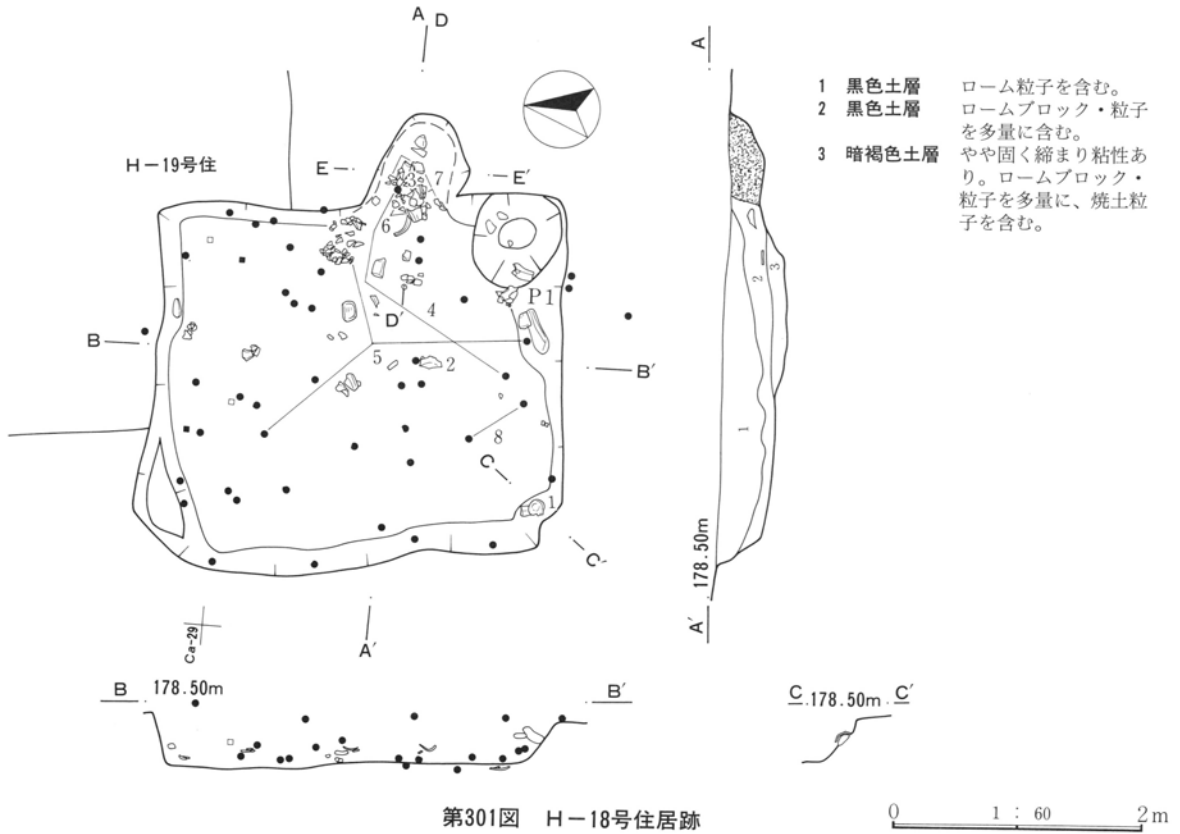 A D
A
1 黒色土層 ローム粒子を含む。
2 黒色土層 ロームブロック・粒子
を多量に含む。
3 暗褐色土層 やや固く締まり粘性あ
り。ロームブロック・
粒子を多量に、焼土粒
子を含む。
H-19号住
E
E′
3
7
6
P1
4
D′
B
B′
5
2
8
C
1
C′
2
3
1
178.50m
A′
A′
Ca-29
B 178.50m B′
C 178.50m C′
第301図 H-18号住居跡
0 1 : 60 2m